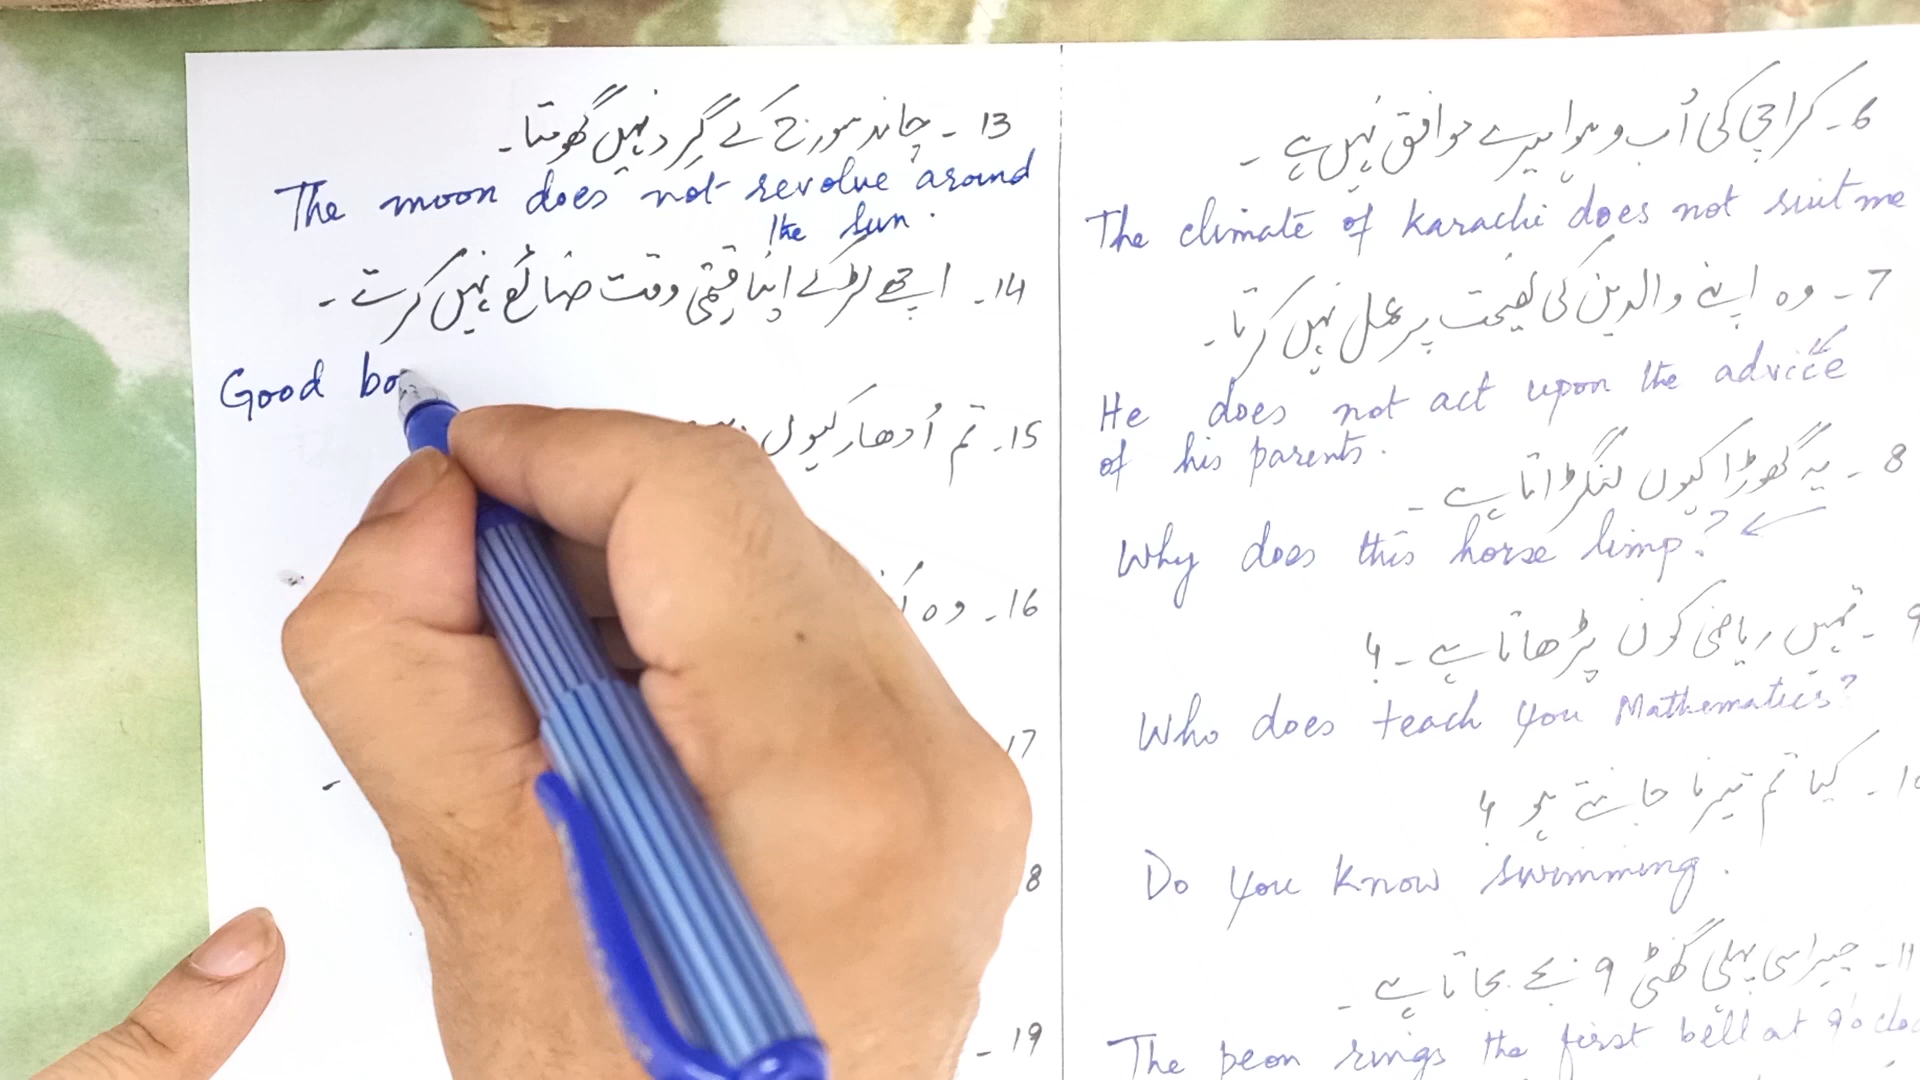 13 - چاند سورج کے گرد نہیں گھومتا -
The moon does not revolve around
the sun .
14 - اچھے لڑکے اپنا قیمتی وقت ضائع نہیں کرتے -
Good bo
15 - تم اُدھار کیوں
16 - وہ
17
8
19 -
6 - کراچی کی آب و ہوا میرے موافق نہیں ہے -
The climate of Karachi does not suit me
7 - وہ اپنے والدین کی نصیحت پر عمل نہیں کرتا -
He does not act upon the advice
of his parents .
8 - یہ گھوڑا کیوں لنگڑاتا ہے -
Why does this horse limp?
9 - تمہیں ریاضی کون پڑھاتا ہے - ؟
Who does teach you Mathematics?
10 - کیا تم تیرنا جانتے ہو ؟
Do you know swimming .
11 - چپراسی پہلی گھنٹی 9 بجے بجاتا ہے -
The peon rings the first bell at 9'o cloc